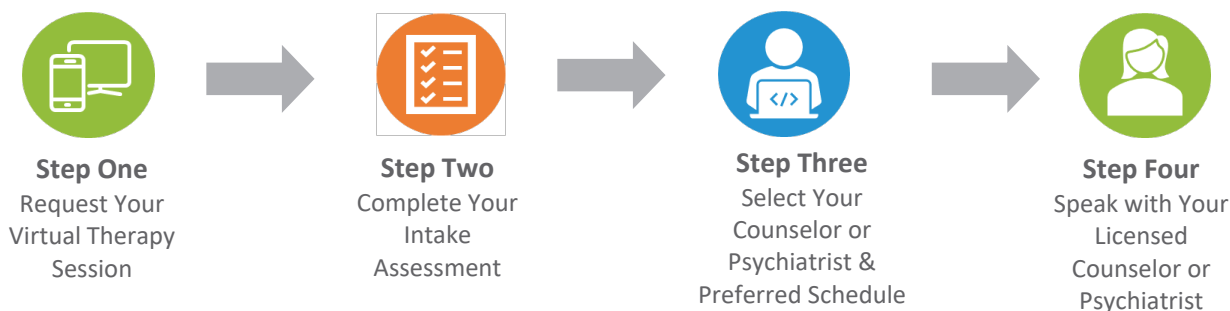 Step One
Request Your
Virtual Therapy
Session
Step Two
Complete Your
Intake
Assessment
</>
Step Three
Select Your
Counselor or
Psychiatrist &
Preferred Schedule
Step Four
Speak with Your
Licensed
Counselor or
Psychiatrist